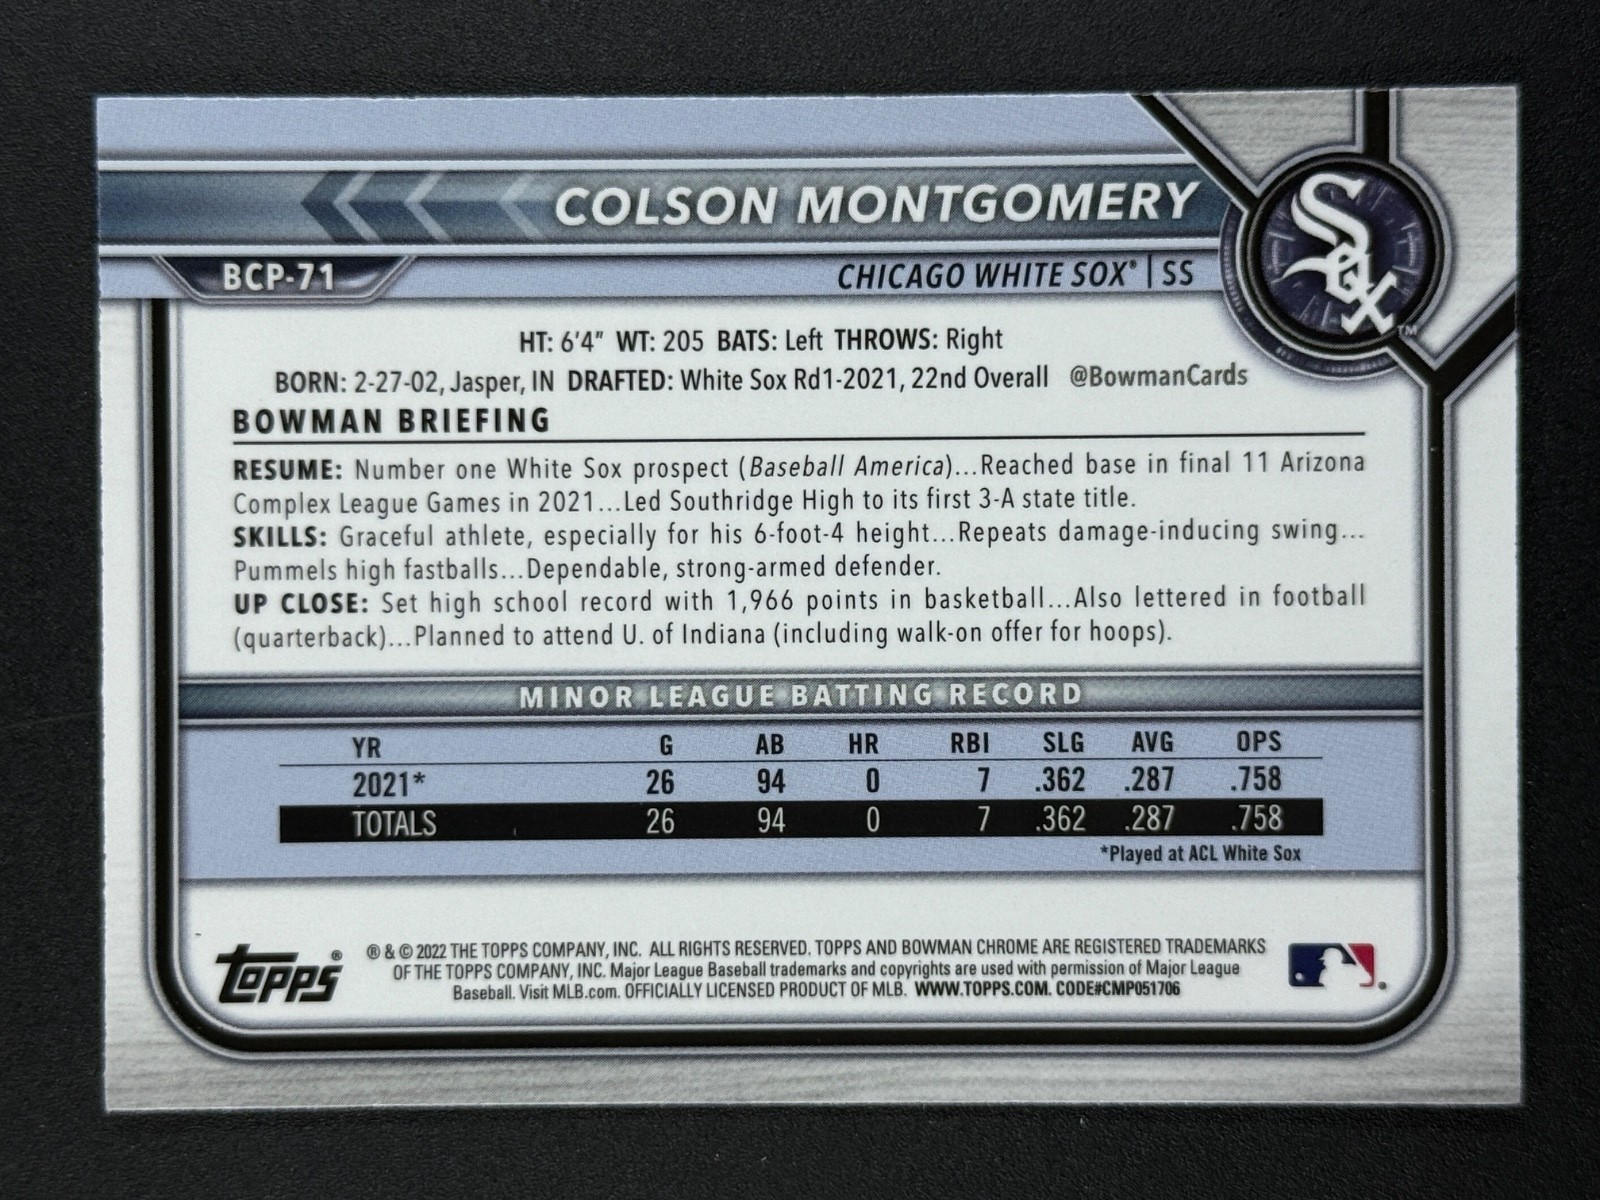 COLSON MONTGOMERY
BCP-71
CHICAGO WHITE SOX® | SS
Sox™
HT: 6'4" WT: 205 BATS: Left THROWS: Right
BORN: 2-27-02, Jasper, IN DRAFTED: White Sox Rd1-2021, 22nd Overall @BowmanCards
BOWMAN BRIEFING
RESUME: Number one White Sox prospect (Baseball America)...Reached base in final 11 Arizona
Complex League Games in 2021...Led Southridge High to its first 3-A state title.
SKILLS: Graceful athlete, especially for his 6-foot-4 height...Repeats damage-inducing swing...
Pummels high fastballs...Dependable, strong-armed defender.
UP CLOSE: Set high school record with 1,966 points in basketball...Also lettered in football
(quarterback)...Planned to attend U. of Indiana (including walk-on offer for hoops).
MINOR LEAGUE BATTING RECORD
YR G AB HR RBI SLG AVG OPS
2021* 26 94 0 7 .362 .287 .758
TOTALS 26 94 0 7 .362 .287 .758
*Played at ACL White Sox
topps®
® & © 2022 THE TOPPS COMPANY, INC. ALL RIGHTS RESERVED. TOPPS AND BOWMAN CHROME ARE REGISTERED TRADEMARKS
OF THE TOPPS COMPANY, INC. Major League Baseball trademarks and copyrights are used with permission of Major League
Baseball. Visit MLB.com. OFFICIALLY LICENSED PRODUCT OF MLB. WWW.TOPPS.COM. CODE#CMP051706